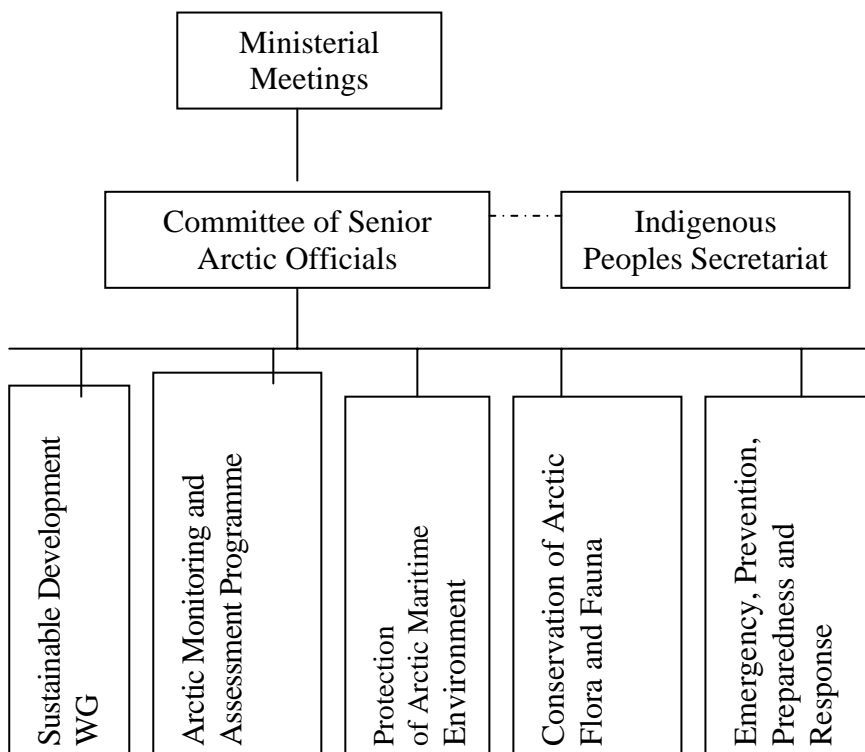 Ministerial
Meetings
Committee of Senior
Arctic Officials
Indigenous
Peoples Secretariat
Sustainable Development
WG
Arctic Monitoring and
Assessment Programme
Protection
of Arctic Maritime
Environment
Conservation of Arctic
Flora and Fauna
Emergency, Prevention,
Preparedness and
Response